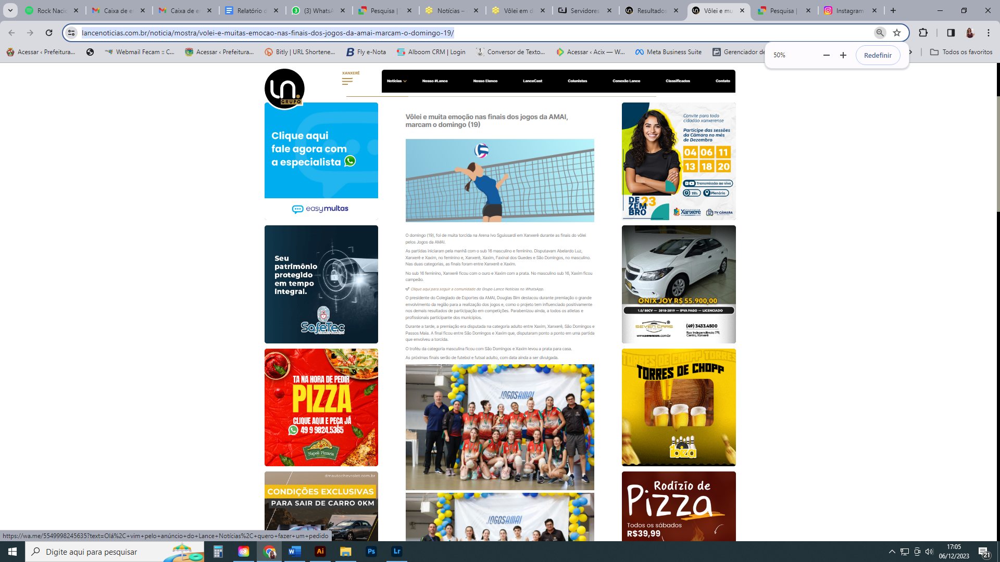 Rock Naci
Caixa de e
Caixa de e
Relatório d
(3) WhatsA
Pesquisa |
Notícias –
Vôlei em d
Servidores
Resultados
Vôlei e mu
Pesquisa |
Instagram
lancenoticias.com.br/noticia/mostra/volei-e-muitas-emocao-nas-finais-dos-jogos-da-amai-marcam-o-domingo-19/
Acessar ‹ Prefeitura...
Webmail Fecam :: C...
Acessar ‹ Prefeitura...
Bitly | URL Shortene...
Fly e-Nota
Alboom CRM | Login
Conversor de Texto...
Acessar ‹ Acix — W...
Meta Business Suite
Gerenciador de
Todos os favoritos
50%
Redefinir
LN. GRUPO
XANXERÊ
Notícias
Nosso #Lance
Nosso Elenco
LanceCast
Colunistas
Conexão Lance
Classificados
Contato
Clique aqui
fale agora com
a especialista
easymultas
Seu
patrimônio
protegido
em tempo
integral.
SafeTec
TA NA HORA DE PEDIR
PIZZA
CLIQUE AQUI E PEÇA JÁ
49 9 9824.5365
Napoli Pizzaria
dmautochevrolet.com.br
CONDIÇÕES EXCLUSIVAS
PARA SAIR DE CARRO 0KM
Vôlei e muita emoção nas finais dos jogos da AMAI,
marcam o domingo (19)
O domingo (19), foi de muita torcida na Arena Ivo Sguissardi em Xanxerê durante as finais do vôlei
pelos Jogos da AMAI.
As partidas iniciaram pela manhã com o sub 16 masculino e feminino. Disputavam Abelardo Luz,
Xanxerê e Xaxim, no feminino e, Xanxerê, Xaxim, Faxinal dos Guedes e São Domingos, no masculino.
Nas duas categorias, as finais foram entre Xanxerê e Xaxim.
No sub 16 feminino, Xanxerê ficou com o ouro e Xaxim com a prata. No masculino sub 16, Xaxim ficou
campeão.
Clique aqui para seguir a comunidade do Grupo Lance Notícias no WhatsApp.
O presidente do Colegiado de Esportes da AMAI, Douglas Bim destacou durante premiação o grande
envolvimento da região para a realização dos jogos e, como o projeto tem influenciado positivamente
nos demais resultados de participação em competições. Parabenizou ainda, a todos os atletas e
profissionais participante dos municípios.
Durante a tarde, a premiação era disputada na categoria adulto entre Xaxim, Xanxerê, São Domingos e
Passos Maia. A final ficou entre São Domingos e Xaxim que, disputaram ponto a ponto em uma partida
que envolveu a torcida.
O troféu da categoria masculina ficou com São Domingos e Xaxim levou a prata para casa.
As próximas finais serão de futebol e futsal adulto, com data ainda a ser divulgada.
JOGOSAMAI
JOGOSAMAI
Convite para todo
cidadão xanxerense
Participe das sessões
da Câmara no mês
de Dezembro
04 06 11
13 18 20
Transmissão ao vivo
19h
Plenário
DE
ZEM
BRO
23
Xanxerê
TV CÂMARA
ONIX JOY R$ 55.900,00
1.0/ 80CV — 2018-2019 — IPVA PAGO — LICENCIADO
SEVEN CARS
www.sevencars.com.br
(49) 3433.4500
Rua Independência 779,
Centro, Xanxerê
TORRES DE CHOPP TORRES
TORRES DE CHOPP
ibiza
Rodízio de
Pizza
Todos os sábados
R$39,99
https://wa.me/5549998245635?text=Olá%2C+vim+pelo+anúncio+do+Lance+Notícias%2C+quero+fazer+um+pedido
Digite aqui para pesquisar
W
Ai
Ps
Lr
17:05
06/12/2023
21